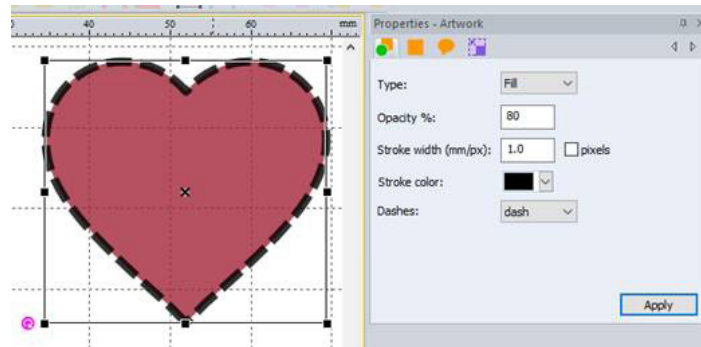 40 50 60 mm
Properties - Artwork
Type: Fill
Opacity %: 80
Stroke width (mm/px): 1.0 pixels
Stroke color:
Dashes: dash
Apply